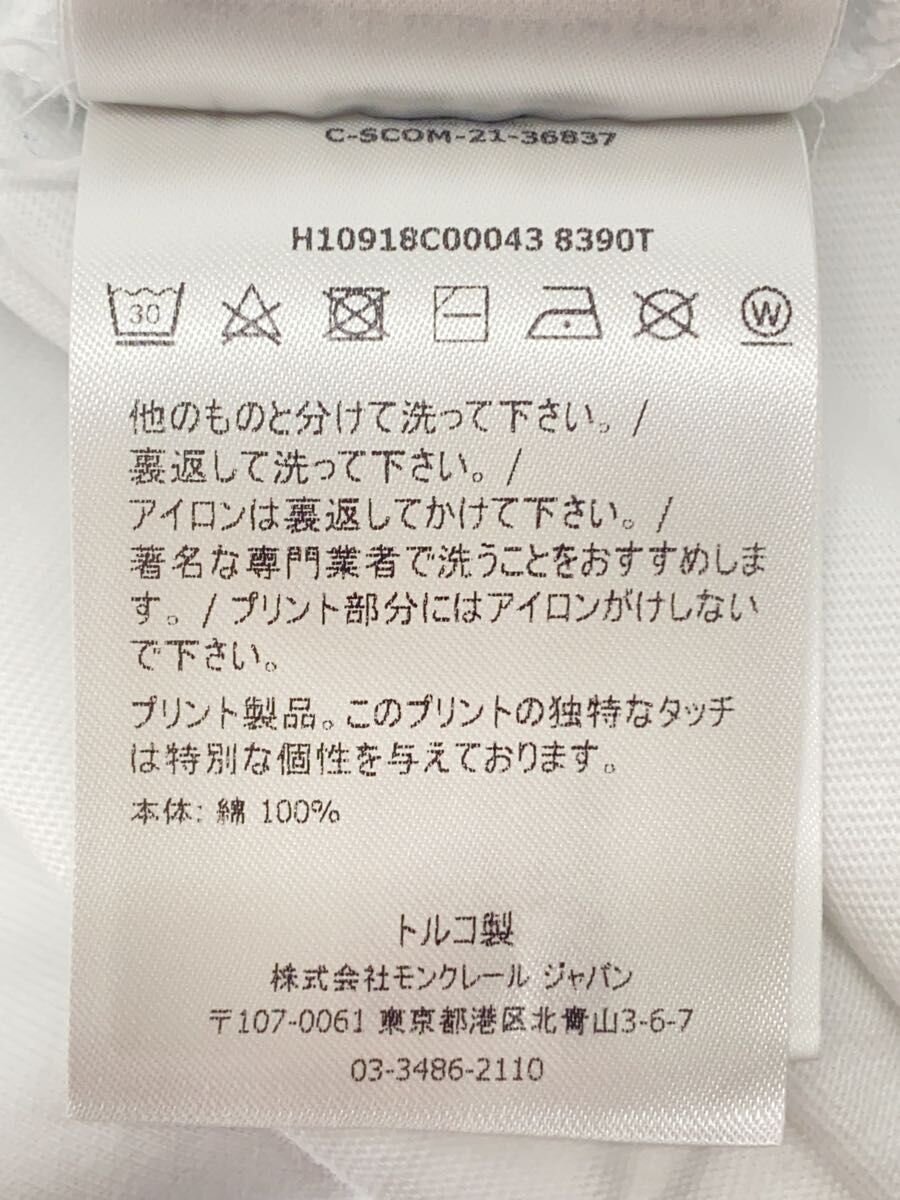 C-SCOM-21-36837
H10918C00043 8390T
30
W
他のものと分けて洗って下さい。/
裏返して洗って下さい。/
アイロンは裏返してかけて下さい。/
著名な専門業者で洗うことをおすすめしま
す。/ プリント部分にはアイロンがけしない
で下さい。
プリント製品。このプリントの独特なタッチ
は特別な個性を与えております。
本体: 綿 100%
トルコ製
株式会社モンクレール ジャパン
〒107-0061 東京都港区北青山3-6-7
03-3486-2110